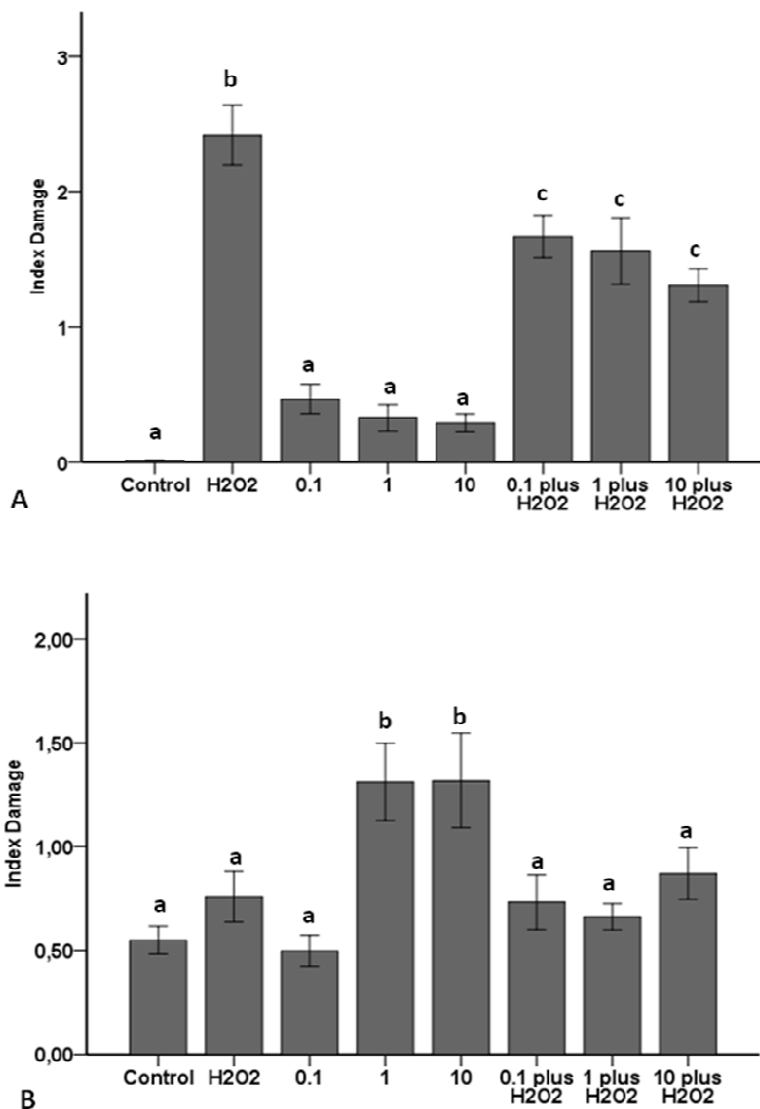 3
b
2
c
c
c
Index Damage
1
a
a
a
a
0
Control H2O2 0.1 1 10 0.1 plus 1 plus 10 plus
H2O2 H2O2 H2O2
A
2,00
b
b
1,50
Index Damage
1,00
a
a
a
a
a
a
0,50
0,00
Control H2O2 0.1 1 10 0.1 plus 1 plus 10 plus
H2O2 H2O2 H2O2
B